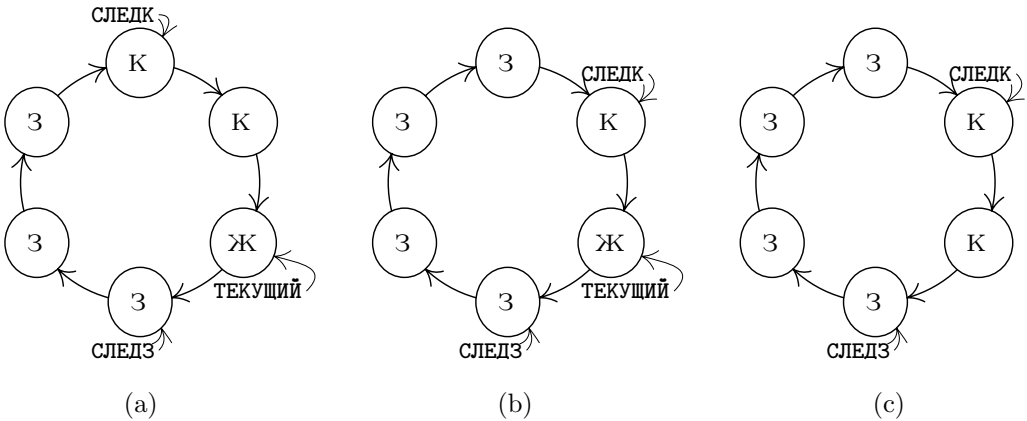 СЛЕДК
К
З К
З Ж
З
ТЕКУЩИЙ
СЛЕДЗ
(a)
З
СЛЕДК
З К
З Ж
З
ТЕКУЩИЙ
СЛЕДЗ
(b)
З
СЛЕДК
З К
З К
З
СЛЕДЗ
(c)